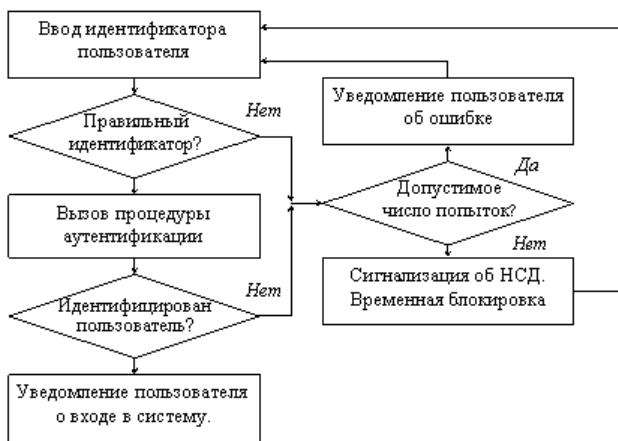 Ввод идентификатора
пользователя
Нет
Правильный
идентификатор?
Вызов процедуры
аутентификации
Нет
Идентифицирован
пользователь?
Уведомление пользователя
о входе в систему.
Уведомление пользователя
об ошибке
Да
Допустимое
число попыток?
Нет
Сигнализация об НСД.
Временная блокировка